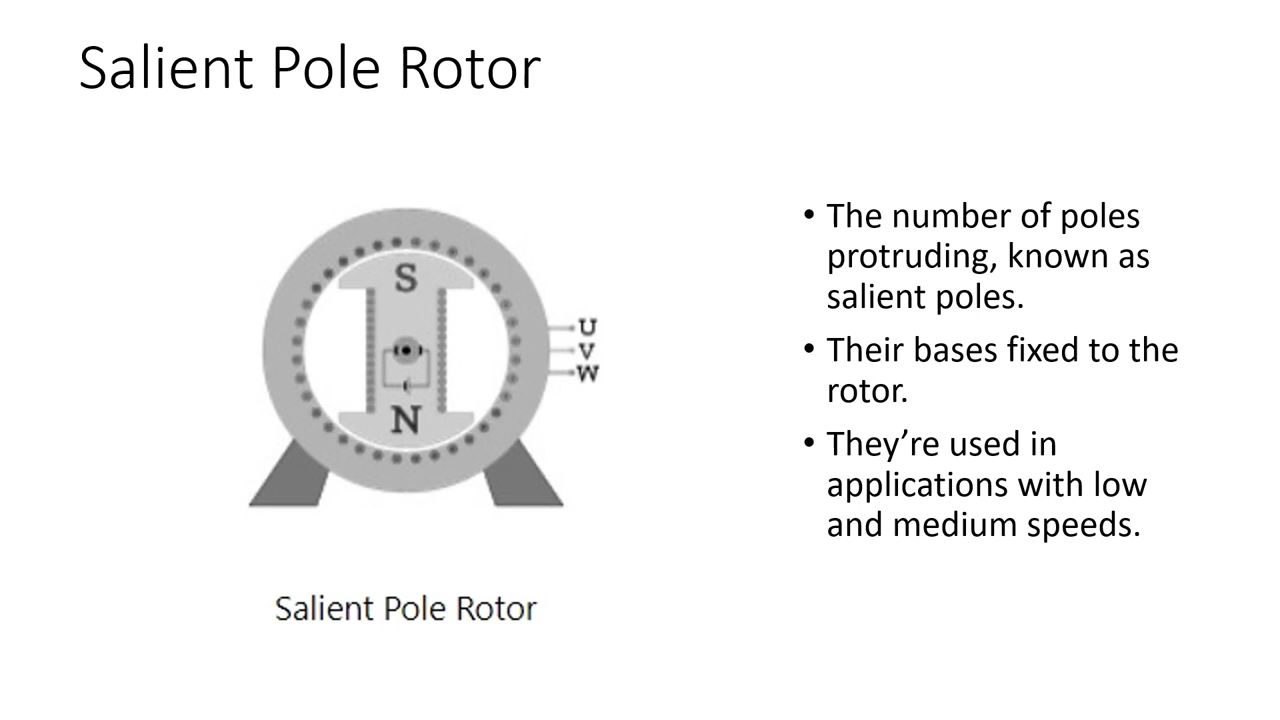 Salient Pole Rotor
S
N
U
V
W
Salient Pole Rotor
• The number of poles
protruding, known as
salient poles.
• Their bases fixed to the
rotor.
• They’re used in
applications with low
and medium speeds.